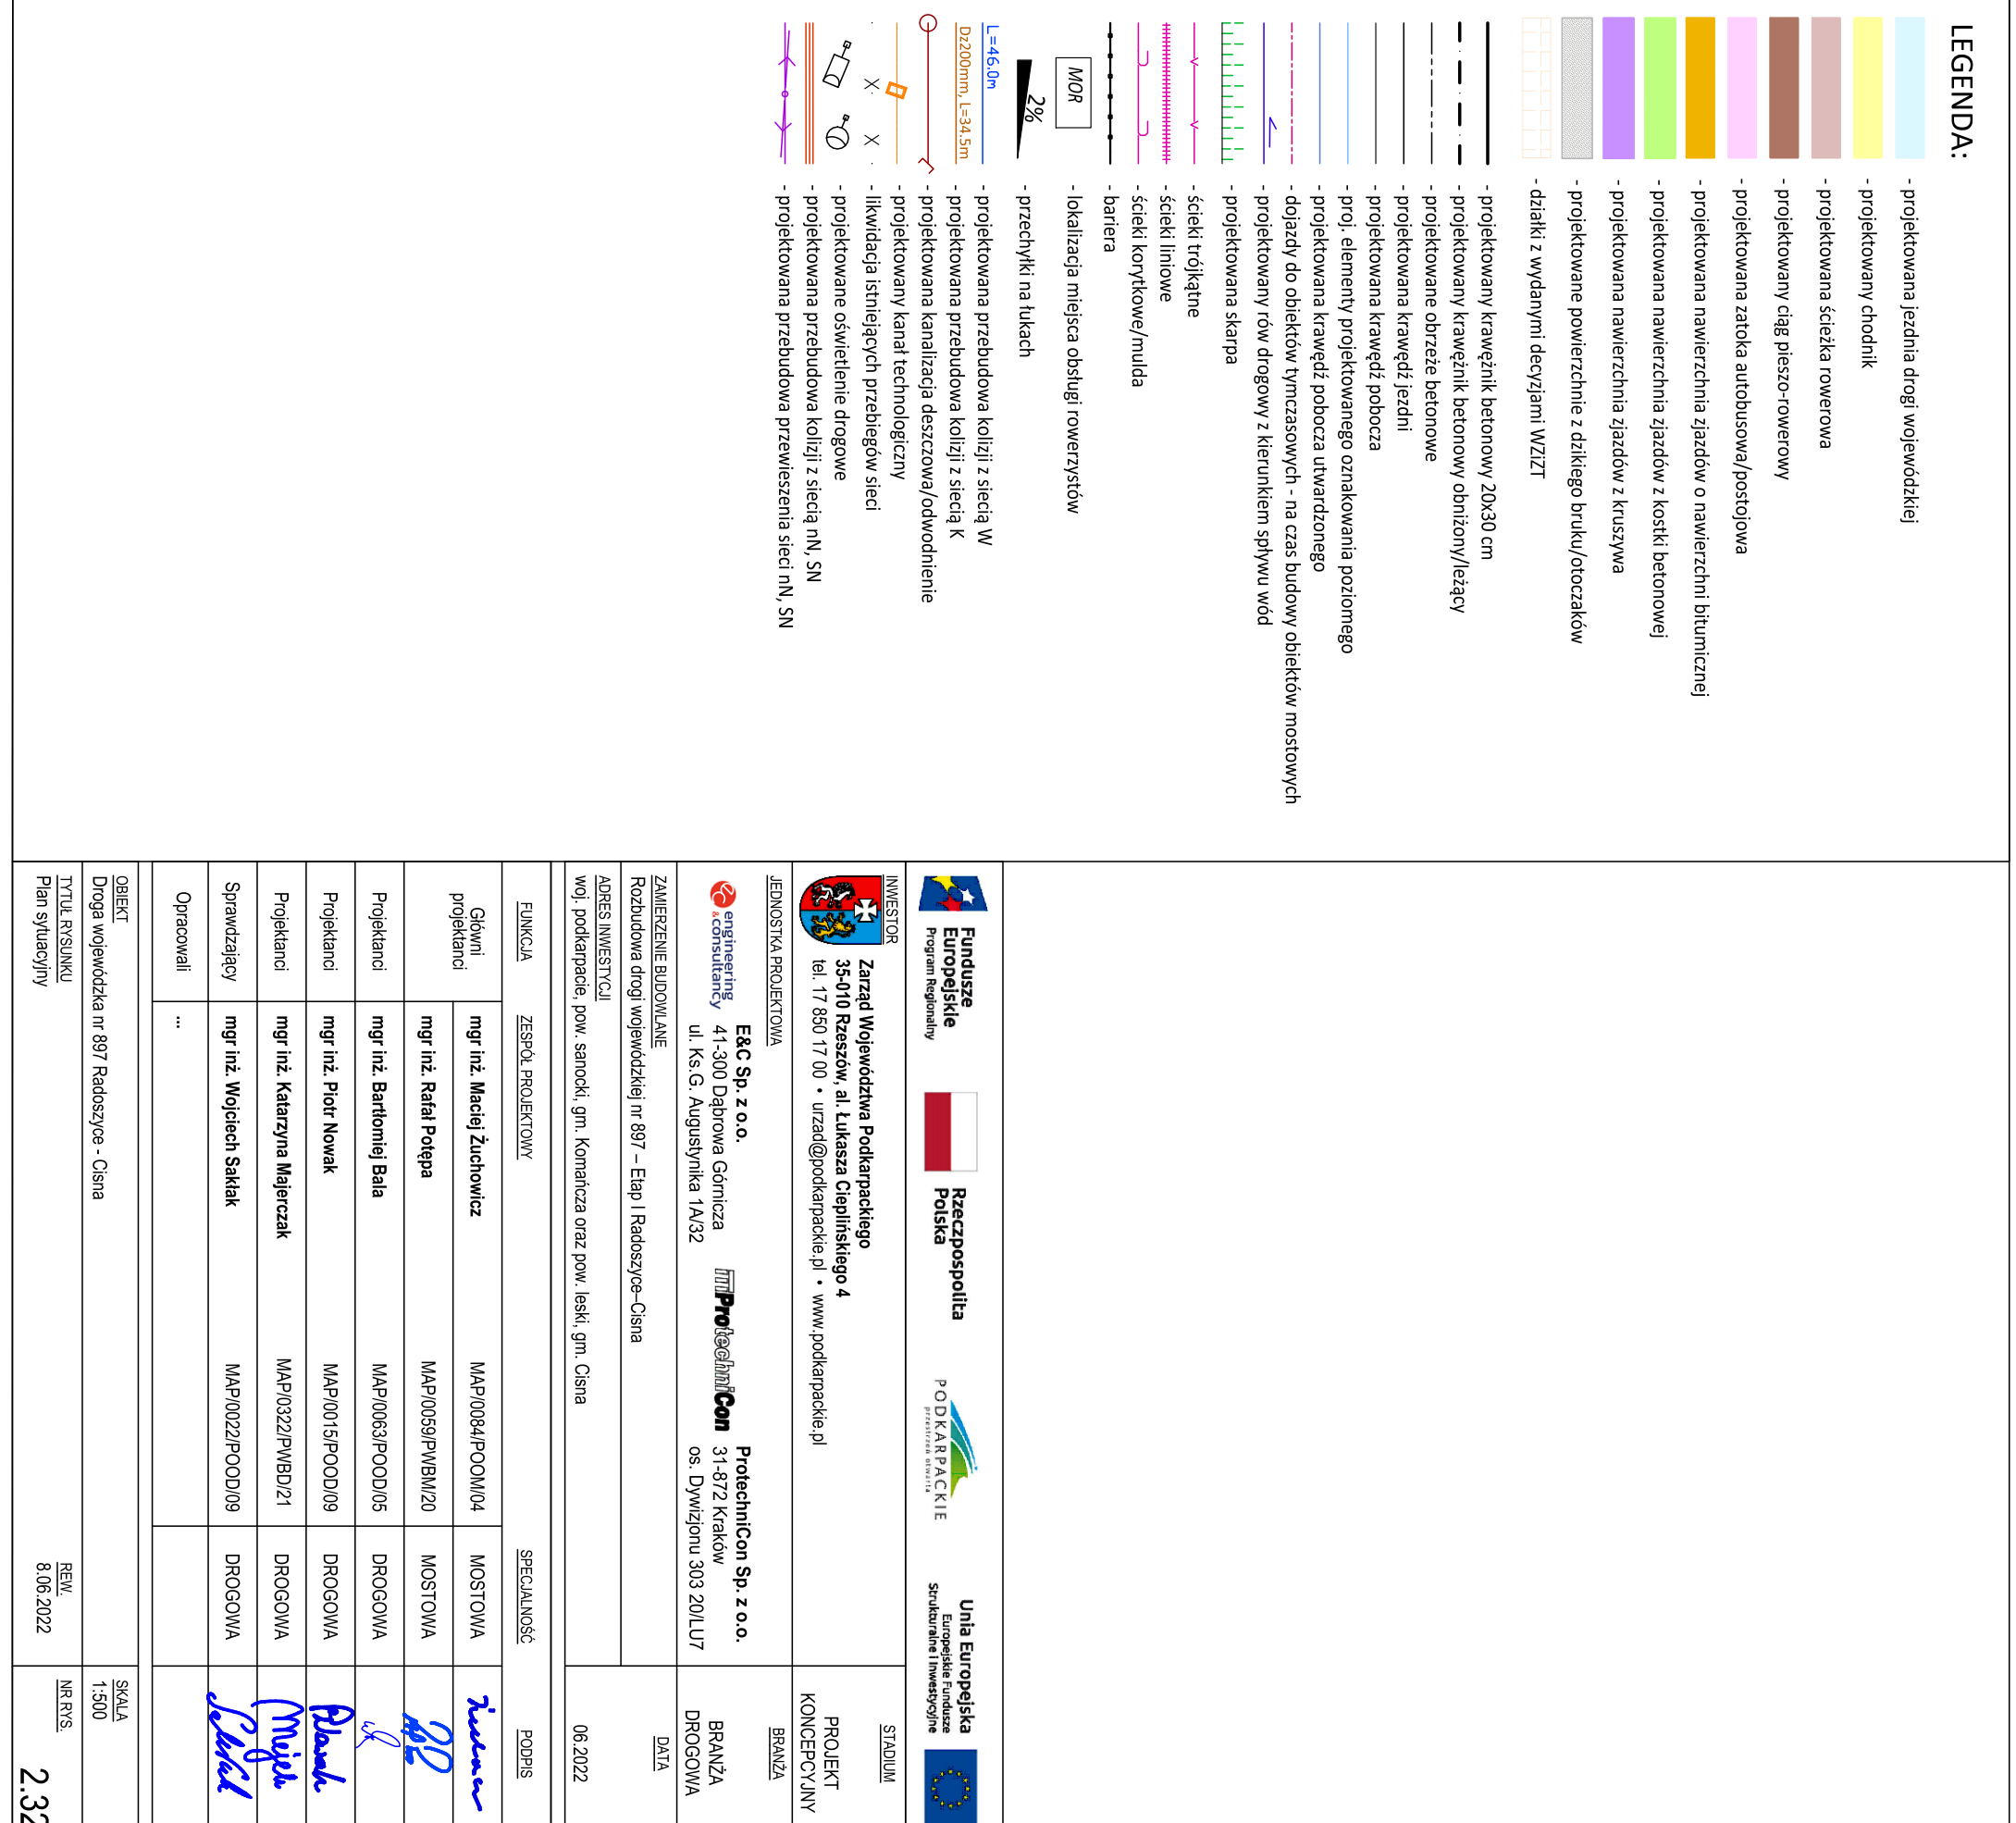 LEGENDA:
- projektowana jezdnia drogi wojewódzkiej
- projektowany chodnik
- projektowana ścieżka rowerowa
- projektowany ciąg pieszo-rowerowy
- projektowana zatoka autobusowa/postojowa
- projektowana nawierzchnia zjazdów o nawierzchni bitumicznej
- projektowana nawierzchnia zjazdów z kostki betonowej
- projektowana nawierzchnia zjazdów z kruszywa
- projektowane powierzchnie z dzikiego bruku/otoczaków
- działki z wydanymi decyzjami WZiZT
- projektowany krawężnik betonowy 20x30 cm
- projektowany krawężnik betonowy obniżony/leżący
- projektowane obrzeże betonowe
- projektowana krawędź jezdni
- projektowana krawędź pobocza
- proj. elementy projektowanego oznakowania poziomego
- projektowana krawędź pobocza utwardzonego
- dojazdy do obiektów tymczasowych - na czas budowy obiektów mostowych
- projektowany rów drogowy z kierunkiem spływu wód
- projektowana skarpa
- ścieki trójkątne
- ścieki liniowe
- ścieki korytkowe/mulda
- bariera
MOR - lokalizacja miejsca obsługi rowerzystów
2% - przechyłki na łukach
L=46.0m - projektowana przebudowa kolizji z siecią W
Dz200mm, L=34.5m - projektowana przebudowa kolizji z siecią K
- projektowana kanalizacja deszczowa/odwodnienie
- projektowany kanał technologiczny
- likwidacja istniejących przebiegów sieci
- projektowane oświetlenie drogowe
- projektowana przebudowa kolizji z siecią nN, SN
- projektowana przebudowa przewieszenia sieci nN, SN
Fundusze
Europejskie
Program Regionalny
Rzeczpospolita
Polska
PODKARPACKIE
przestrzeń otwarta
Unia Europejska
Europejskie Fundusze
Strukturalne i Inwestycyjne
INWESTOR
Zarząd Województwa Podkarpackiego
35-010 Rzeszów, al. Łukasza Cieplińskiego 4
tel. 17 850 17 00 • urzad@podkarpackie.pl • www.podkarpackie.pl
STADIUM
PROJEKT
KONCEPCYJNY
JEDNOSTKA PROJEKTOWA
ec engineering
& consultancy
E&C Sp. z o.o.
41-300 Dąbrowa Górnicza
ul. Ks.G. Augustynika 1A/32
ProtechniCon
ProtechniCon Sp. z o.o.
31-872 Kraków
os. Dywizjonu 303 20/LU7
BRANŻA
BRANŻA
DROGOWA
ZAMIERZENIE BUDOWLANE
Rozbudowa drogi wojewódzkiej nr 897 – Etap I Radoszyce–Cisna
DATA
ADRES INWESTYCJI
woj. podkarpacie, pow. sanocki, gm. Komańcza oraz pow. leski, gm. Cisna
06.2022
FUNKCJA ZESPÓŁ PROJEKTOWY SPECJALNOŚĆ PODPIS
Główni
projektanci
mgr inż. Maciej Żuchowicz MAP/0084/POOM/04 MOSTOWA
mgr inż. Rafał Potępa MAP/0059/PWBM/20 MOSTOWA
Projektanci mgr inż. Bartłomiej Bala MAP/0063/POOD/05 DROGOWA
Projektanci mgr inż. Piotr Nowak MAP/0015/POOD/09 DROGOWA
Projektanci mgr inż. Katarzyna Majerczak MAP/0322/PWBD/21 DROGOWA
Sprawdzający mgr inż. Wojciech Sakłak MAP/0022/POOD/09 DROGOWA
Opracowali ...
OBIEKT
Droga wojewódzka nr 897 Radoszyce - Cisna
SKALA
1:500
TYTUŁ RYSUNKU
Plan sytuacyjny
REW.
8.06.2022
NR RYS.
2.32